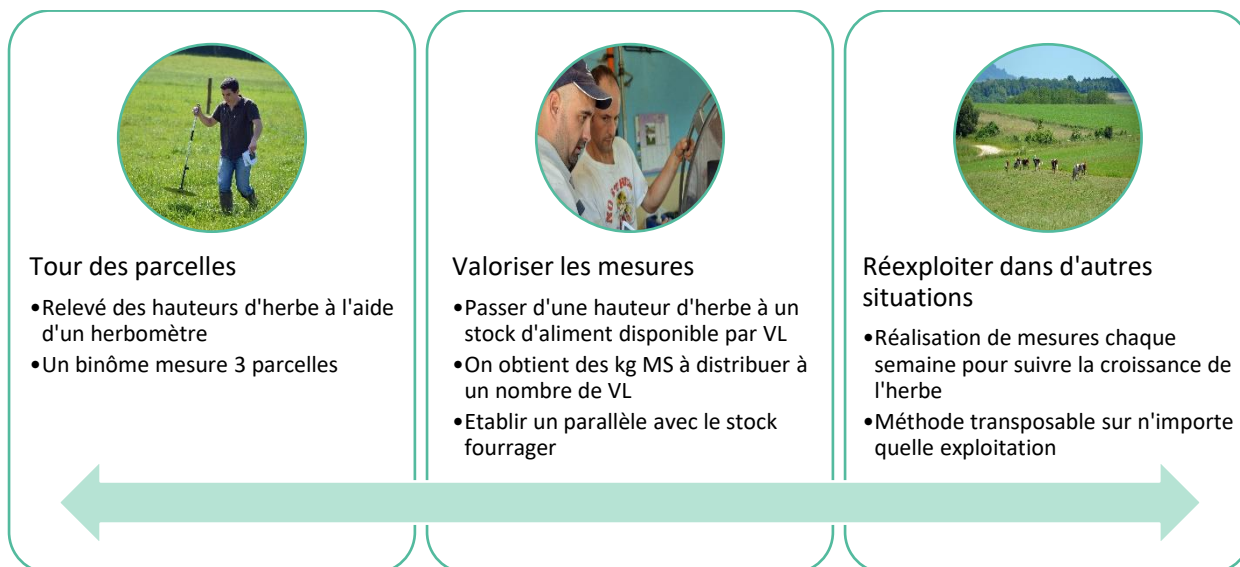 Tour des parcelles
•Relevé des hauteurs d'herbe à l'aide
d'un herbomètre
•Un binôme mesure 3 parcelles
Valoriser les mesures
•Passer d'une hauteur d'herbe à un
stock d'aliment disponible par VL
•On obtient des kg MS à distribuer à
un nombre de VL
•Etablir un parallèle avec le stock
fourrager
Réexploiter dans d'autres
situations
•Réalisation de mesures chaque
semaine pour suivre la croissance de
l'herbe
•Méthode transposable sur n'importe
quelle exploitation